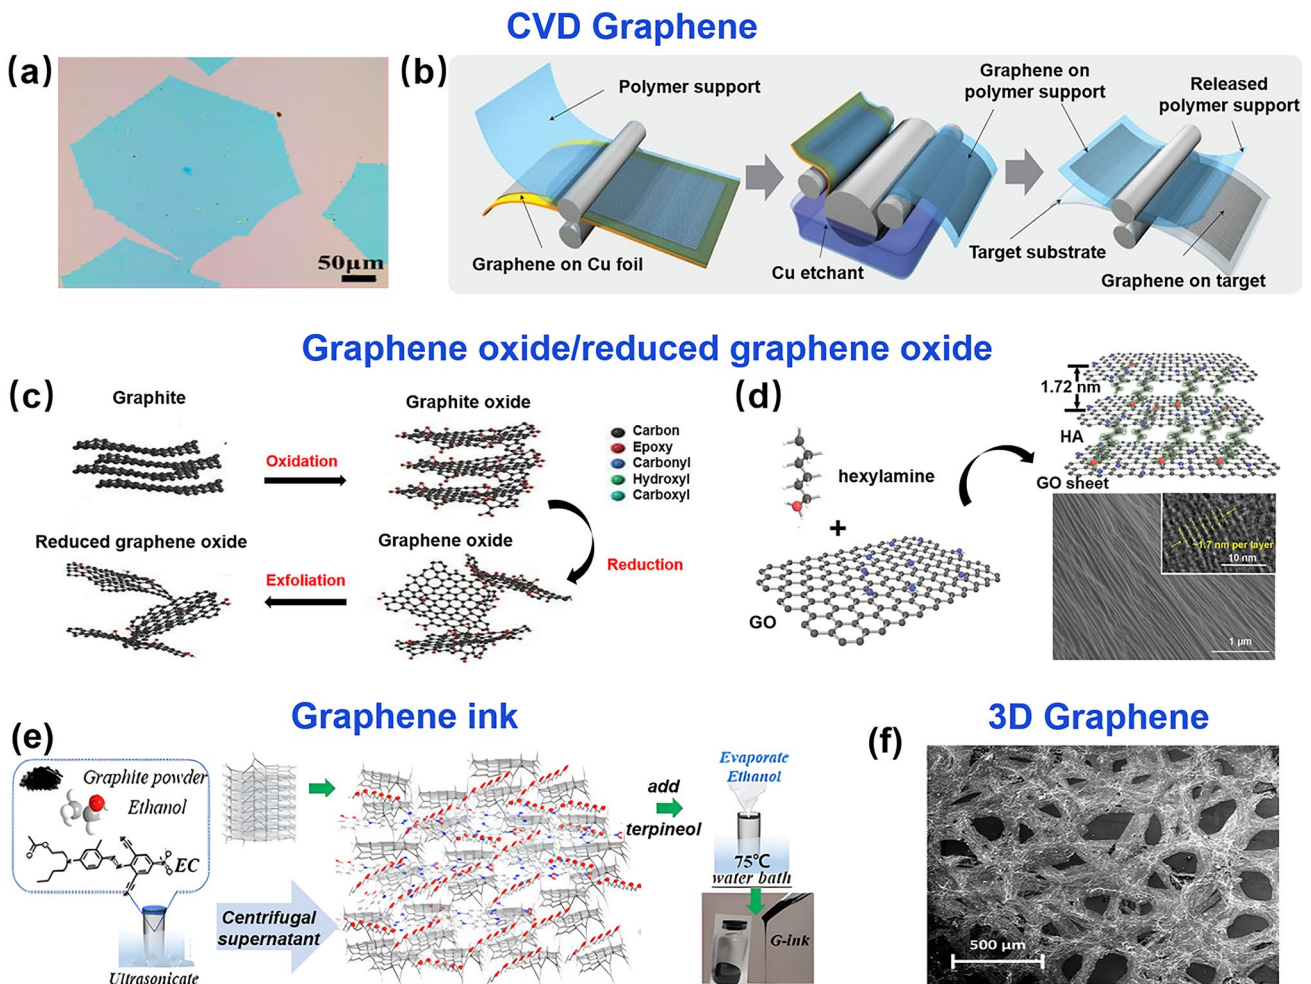 CVD Graphene
(a)
50μm
(b)
Polymer support
Graphene on Cu foil
Cu etchant
Graphene on
polymer support
Released
polymer support
Target substrate
Graphene on target
Graphene oxide/reduced graphene oxide
(c)
Graphite
Oxidation
Graphite oxide
Carbon
Epoxy
Carbonyl
Hydroxyl
Carboxyl
Reduced graphene oxide
Exfoliation
Graphene oxide
Reduction
(d)
hexylamine
+
GO
1.72 nm
HA
GO sheet
~1.7 nm per layer
10 nm
1 μm
Graphene ink
(e)
Graphite powder
Ethanol
EC
Ultrasonicate
Centrifugal
supernatant
add
terpineol
Evaporate
Ethanol
75℃
water bath
G-ink
3D Graphene
(f)
500 μm